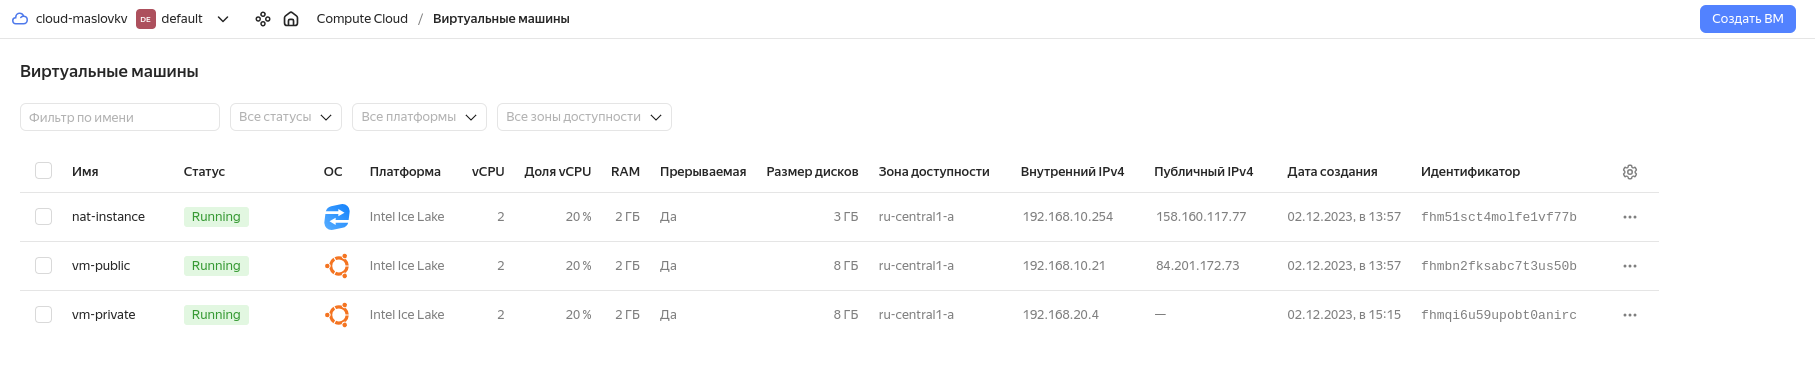 cloud-maslovkv DE default Compute Cloud / Виртуальные машины Создать ВМ
Виртуальные машины
Фильтр по имени Все статусы Все платформы Все зоны доступности
Имя Статус ОС Платформа vCPU Доля vCPU RAM Прерываемая Размер дисков Зона доступности Внутренний IPv4 Публичный IPv4 Дата создания Идентификатор
nat-instance Running Intel Ice Lake 2 20 % 2 ГБ Да 3 ГБ ru-central1-a 192.168.10.254 158.160.117.77 02.12.2023, в 13:57 fhm51sct4molfe1vf77b
vm-public Running Intel Ice Lake 2 20 % 2 ГБ Да 8 ГБ ru-central1-a 192.168.10.21 84.201.172.73 02.12.2023, в 13:57 fhmbn2fksabc7t3us50b
vm-private Running Intel Ice Lake 2 20 % 2 ГБ Да 8 ГБ ru-central1-a 192.168.20.4 — 02.12.2023, в 15:15 fhmqi6u59upobt0anirc